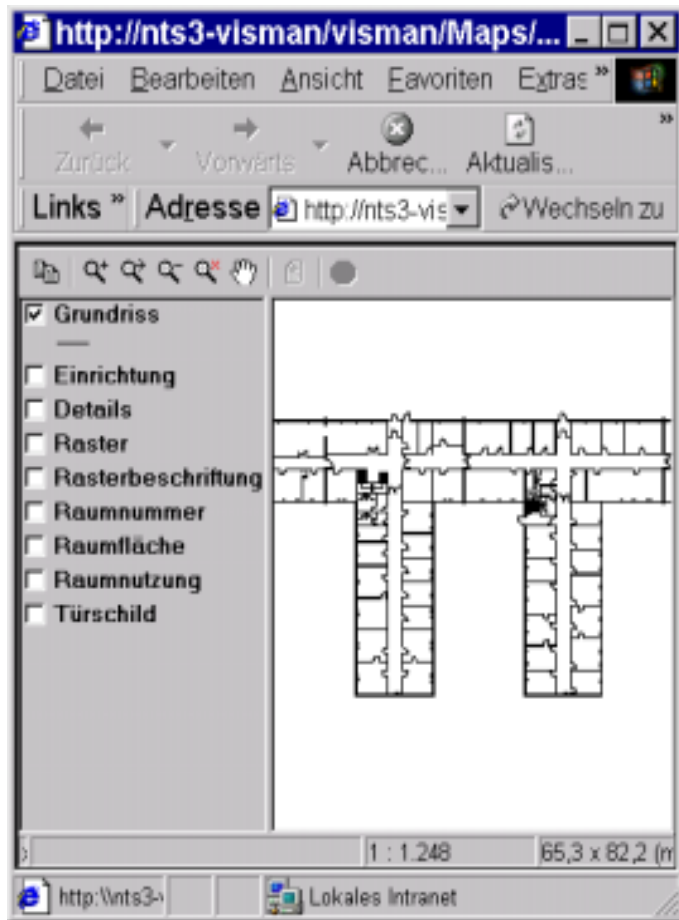 http://nts3-visman/visman/Maps/...
Datei Bearbeiten Ansicht Favoriten Extras »
Zurück Vorwärts Abbrec... Aktualis... »
Links » Adresse http://nts3-vis Wechseln zu
Grundriss
Einrichtung
Details
Raster
Rasterbeschriftung
Raumnummer
Raumfläche
Raumnutzung
Türschild
1 : 1.248 65,3 x 82,2 (m
http:\\nts3-v Lokales Intranet